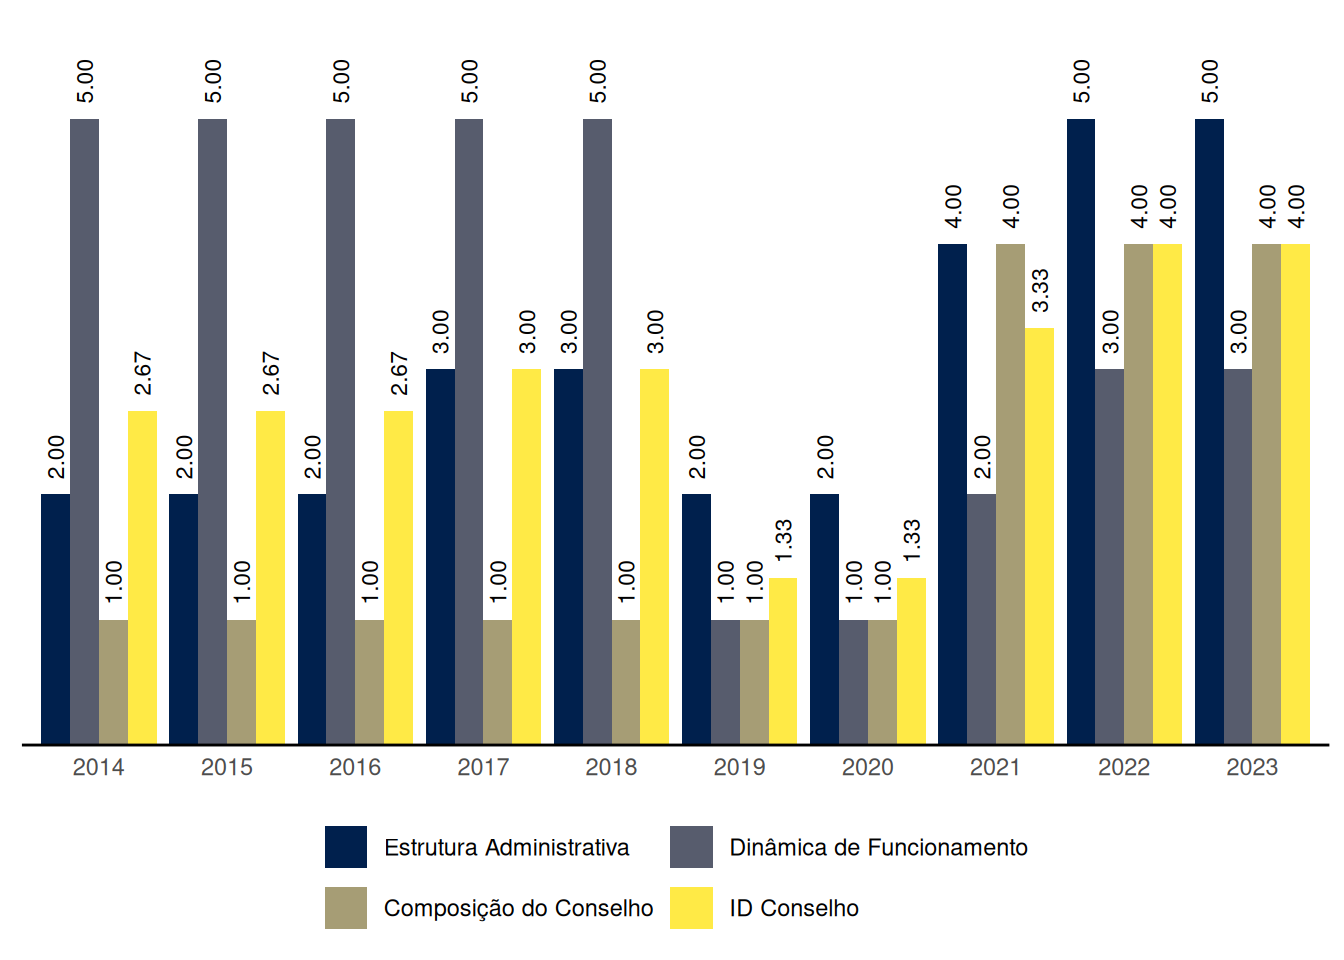 5.00 5.00 5.00 5.00 5.00 5.00 5.00
4.00 4.00 4.00 4.00 4.00 4.00
3.33
3.00 3.00 3.00 3.00 3.00 3.00
2.67 2.67 2.67
2.00 2.00 2.00 2.00 2.00 2.00
1.33 1.33
1.00 1.00 1.00 1.00 1.00 1.00 1.00 1.00 1.00
2014 2015 2016 2017 2018 2019 2020 2021 2022 2023
Estrutura Administrativa Dinâmica de Funcionamento
Composição do Conselho ID Conselho